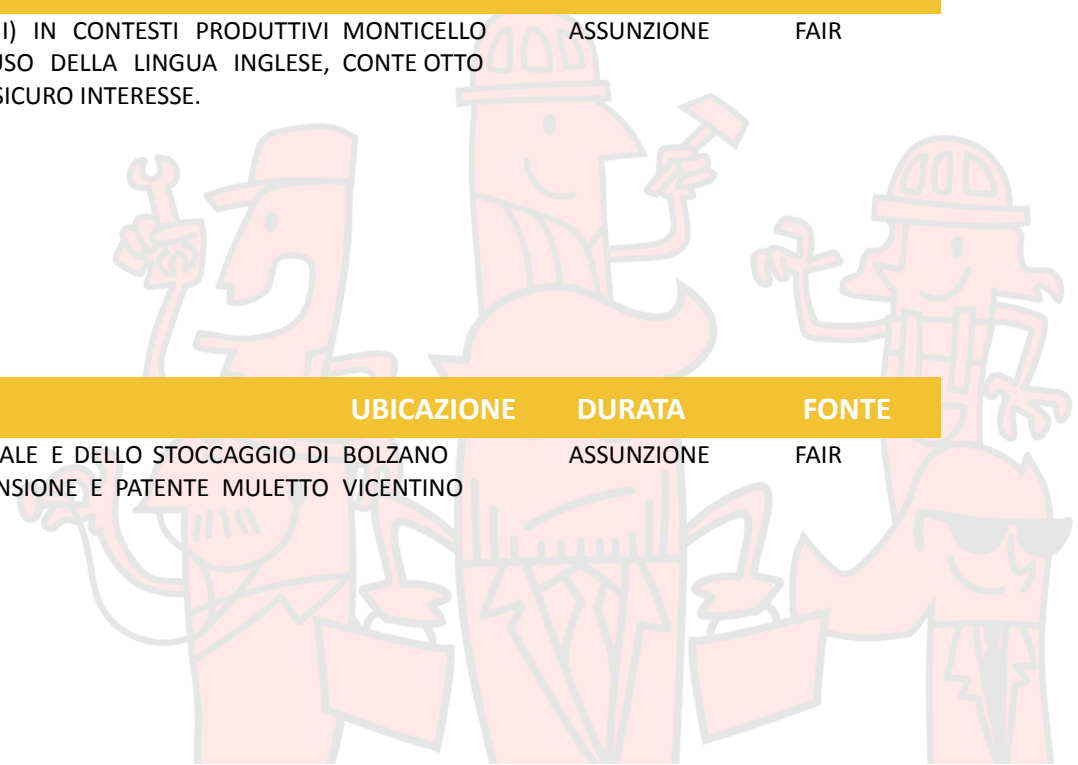 I) IN CONTESTI PRODUTTIVI MONTICELLO ASSUNZIONE FAIR
USO DELLA LINGUA INGLESE, CONTE OTTO
SICURO INTERESSE.
UBICAZIONE DURATA FONTE
ALE E DELLO STOCCAGGIO DI BOLZANO ASSUNZIONE FAIR
NSIONE E PATENTE MULETTO VICENTINO